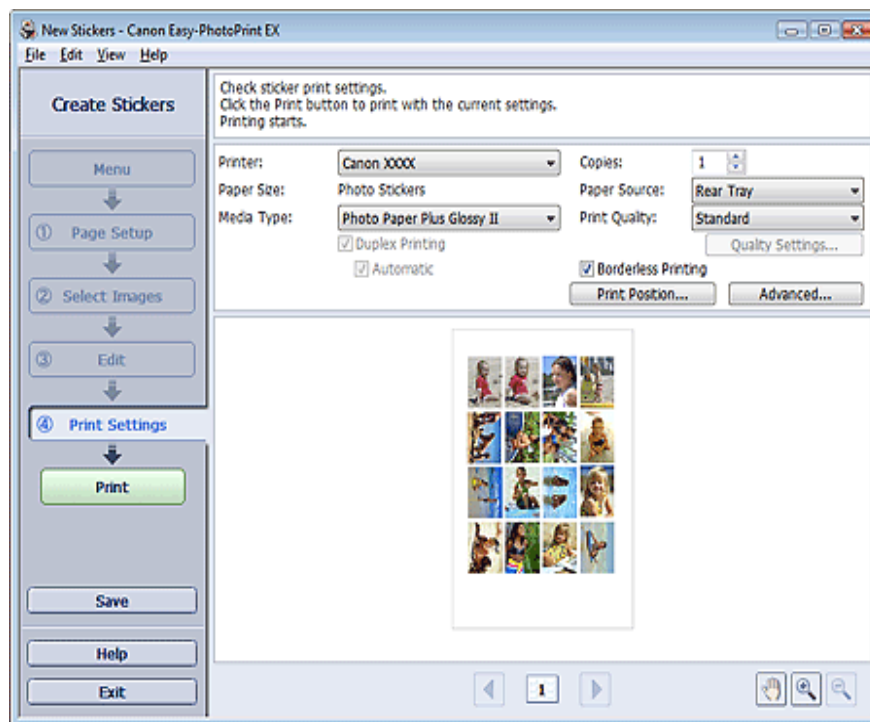 New Stickers - Canon Easy-PhotoPrint EX
File Edit View Help
Create Stickers
Menu
① Page Setup
② Select Images
③ Edit
④ Print Settings
Print
Save
Help
Exit
Check sticker print settings.
Click the Print button to print with the current settings.
Printing starts.
Printer: Canon XXXX Copies: 1
Paper Size: Photo Stickers Paper Source: Rear Tray
Media Type: Photo Paper Plus Glossy II Print Quality: Standard
Duplex Printing Quality Settings...
Automatic Borderless Printing
Print Position... Advanced...
1